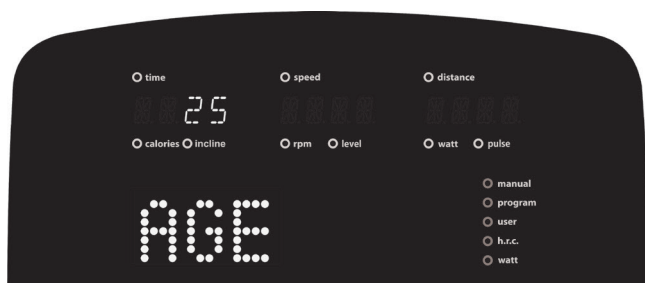 time speed distance
25
calories incline rpm level watt pulse
manual
program
user
h.r.c.
watt
AGE